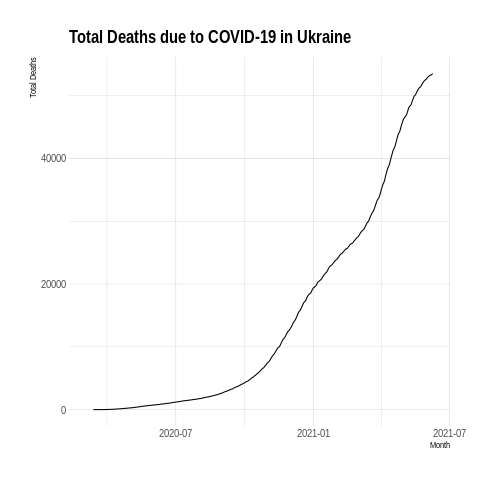 Total Deaths due to COVID-19 in Ukraine
Total Deaths
40000
20000
0
2020-07
2021-01
2021-07
Month